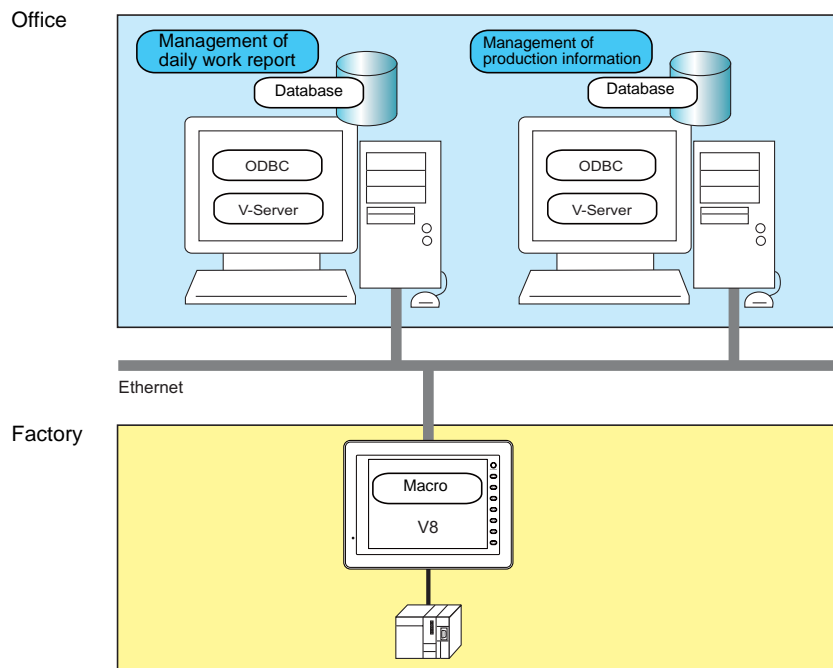 Office
Management of
daily work report
Database
ODBC
V-Server
Management of
production information
Database
ODBC
V-Server
Ethernet
Factory
Macro
V8